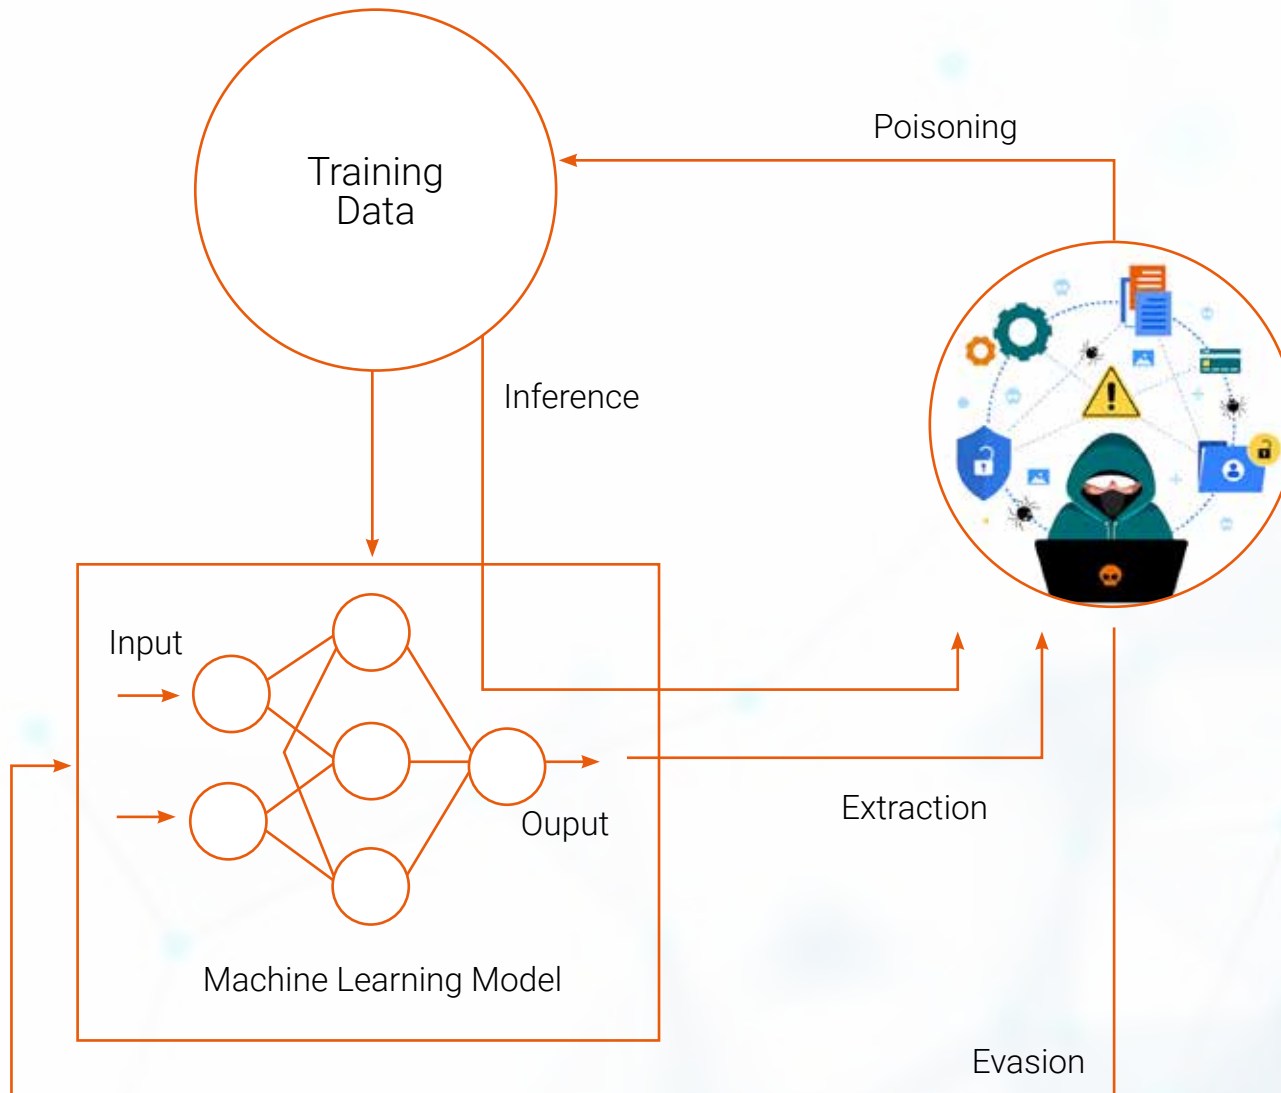 Poisoning
Training
Data
Inference
Input
Ouput
Extraction
Machine Learning Model
Evasion